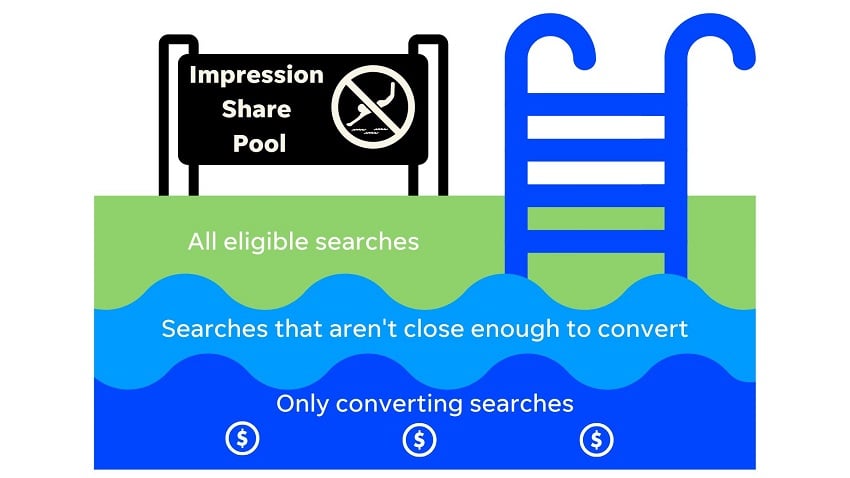 Impression
Share
Pool
All eligible searches
Searches that aren't close enough to convert
Only converting searches
$ $ $